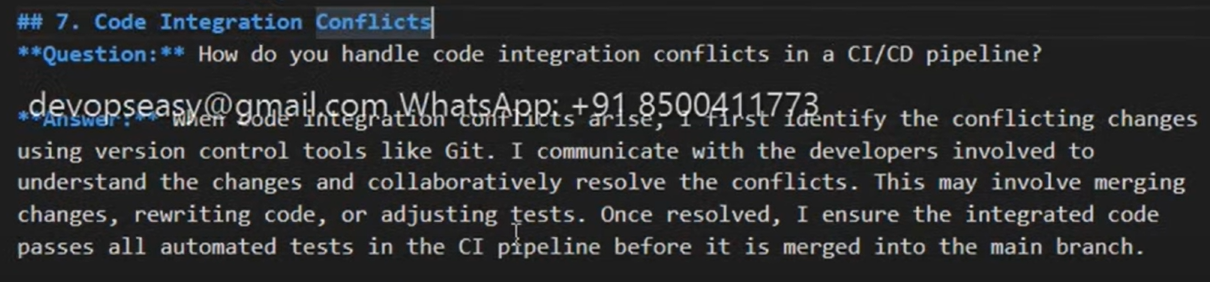 ## 7. Code Integration Conflicts
**Question:** How do you handle code integration conflicts in a CI/CD pipeline?
devopseasy@gmail.com WhatsApp: +91 8500411773
**Answer:** When code integration conflicts arise, I first identify the conflicting changes
using version control tools like Git. I communicate with the developers involved to
understand the changes and collaboratively resolve the conflicts. This may involve merging
changes, rewriting code, or adjusting tests. Once resolved, I ensure the integrated code
passes all automated tests in the CI pipeline before it is merged into the main branch.